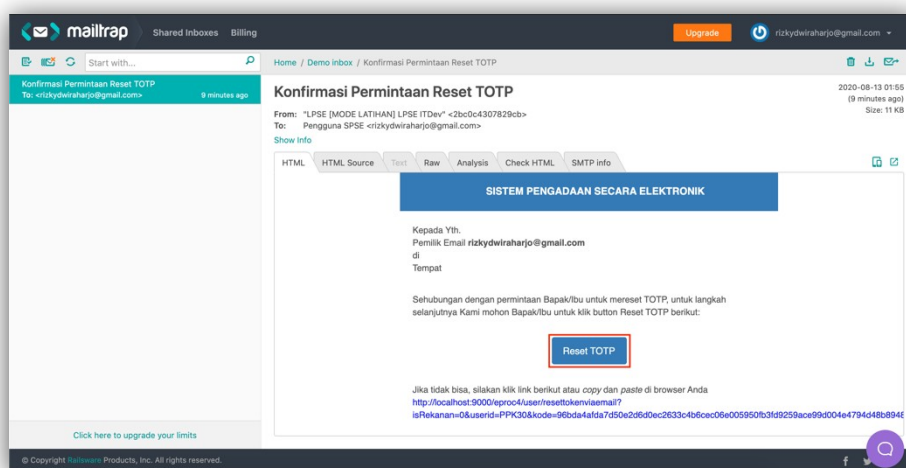 mailtrap
Shared Inboxes
Billing
Upgrade
rizkydwiraharjo@gmail.com
Start with...
Home / Demo inbox / Konfirmasi Permintaan Reset TOTP
Konfirmasi Permintaan Reset TOTP
To: <rizkydwiraharjo@gmail.com>
9 minutes ago
Konfirmasi Permintaan Reset TOTP
2020-08-13 01:55
(9 minutes ago)
Size: 11 KB
From: "LPSE [MODE LATIHAN] LPSE ITDev" <2bc0c4307829cb>
To: Pengguna SPSE <rizkydwiraharjo@gmail.com>
Show info
HTML
HTML Source
Text
Raw
Analysis
Check HTML
SMTP info
SISTEM PENGADAAN SECARA ELEKTRONIK
Kepada Yth.
Pemilik Email rizkydwiraharjo@gmail.com
di
Tempat
Sehubungan dengan permintaan Bapak/Ibu untuk mereset TOTP, untuk langkah
selanjutnya Kami mohon Bapak/Ibu untuk klik button Reset TOTP berikut:
Reset TOTP
Jika tidak bisa, silakan klik link berikut atau copy dan paste di browser Anda
http://localhost:9000/eproc4/user/resettokenviaemail?
isRekanan=0&userid=PPK30&kode=96bda4afda7d50e2d6d0ec2633c4b6cec06e005950fb3fd9259ace99d004e4794d48b8948
Click here to upgrade your limits
© Copyright Railsware Products, Inc. All rights reserved.